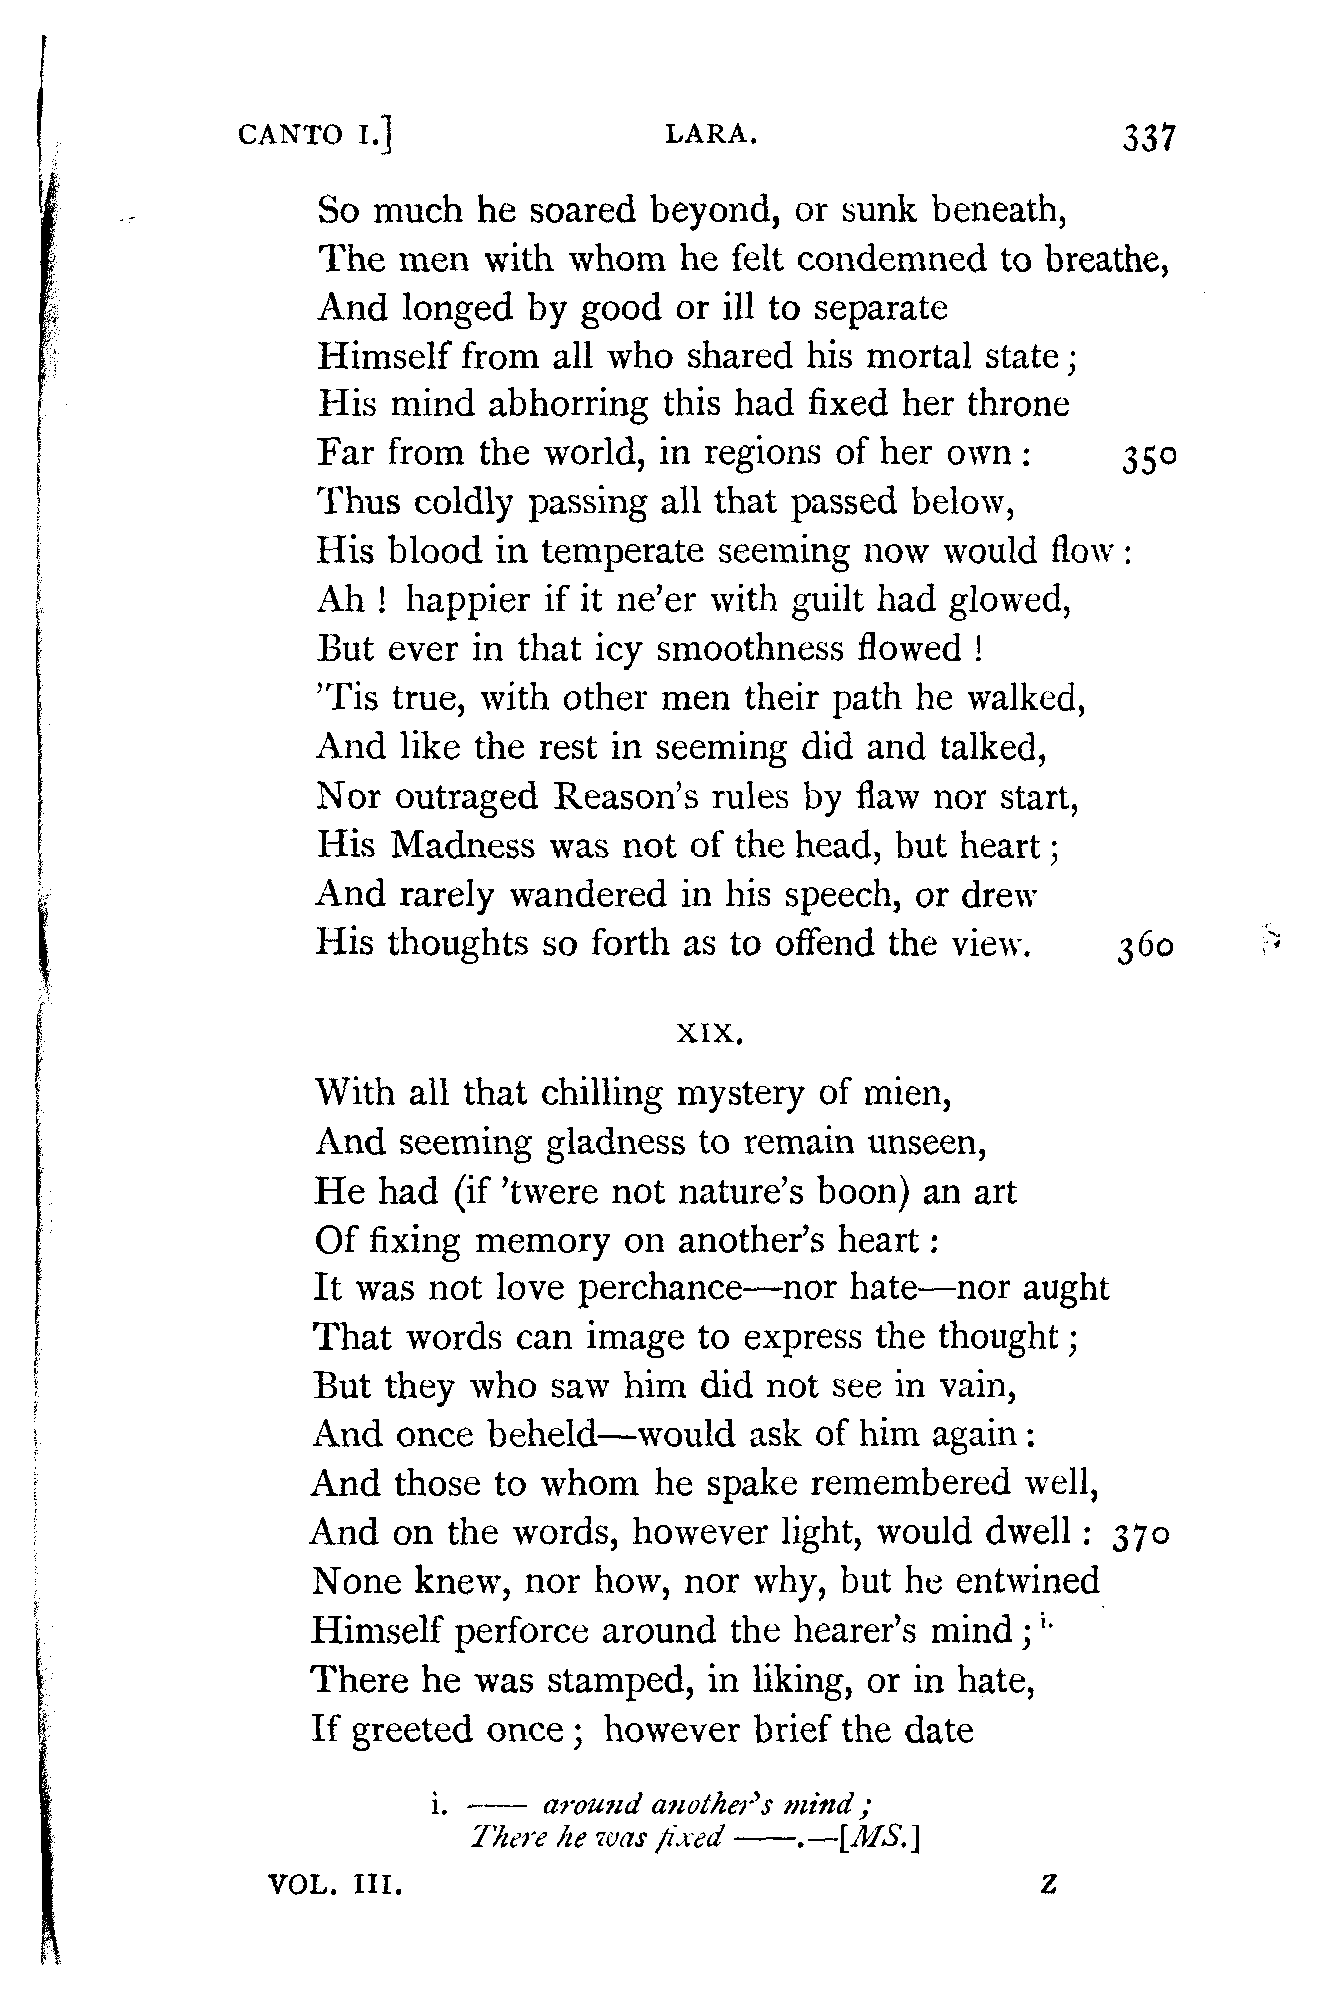 CANTO I.] LARA. 337
So much he soared beyond, or sunk beneath,
The men with whom he felt condemned to breathe,
And longed by good or ill to separate
Himself from all who shared his mortal state;
His mind abhorring this had fixed her throne
Far from the world, in regions of her own: 350
Thus coldly passing all that passed below,
His blood in temperate seeming now would flow:
Ah! happier if it ne'er with guilt had glowed,
But ever in that icy smoothness flowed!
'Tis true, with other men their path he walked,
And like the rest in seeming did and talked,
Nor outraged Reason's rules by flaw nor start,
His Madness was not of the head, but heart;
And rarely wandered in his speech, or drew
His thoughts so forth as to offend the view. 360
XIX.
With all that chilling mystery of mien,
And seeming gladness to remain unseen,
He had (if 'twere not nature's boon) an art
Of fixing memory on another's heart:
It was not love perchance—nor hate—nor aught
That words can image to express the thought;
But they who saw him did not see in vain,
And once beheld—would ask of him again:
And those to whom he spake remembered well,
And on the words, however light, would dwell: 370
None knew, nor how, nor why, but he entwined
Himself perforce around the hearer's mind; i.
There he was stamped, in liking, or in hate,
If greeted once; however brief the date
i. —— around another's mind;
There he was fixed ——.—[MS.]
VOL. III. Z